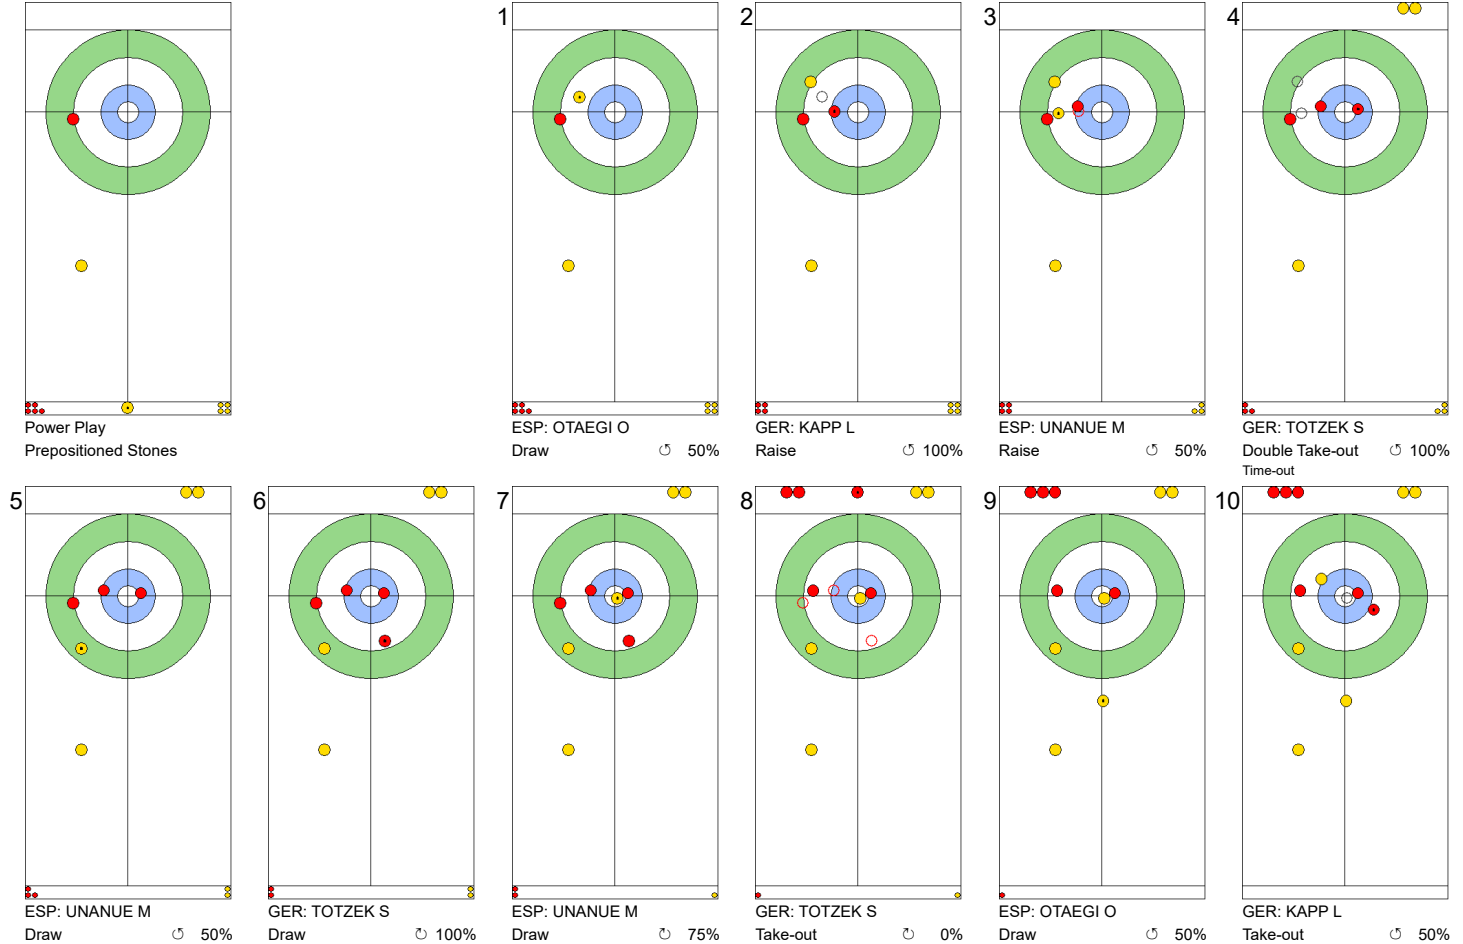 Power Play
Prepositioned Stones
1
ESP: OTAEGI O
Draw 50%
2
GER: KAPP L
Raise 100%
3
ESP: UNANUE M
Raise 50%
4
GER: TOTZEK S
Double Take-out 100%
Time-out
5
ESP: UNANUE M
Draw 50%
6
GER: TOTZEK S
Draw 100%
7
ESP: UNANUE M
Draw 75%
8
GER: TOTZEK S
Take-out 0%
9
ESP: OTAEGI O
Draw 50%
10
GER: KAPP L
Take-out 50%